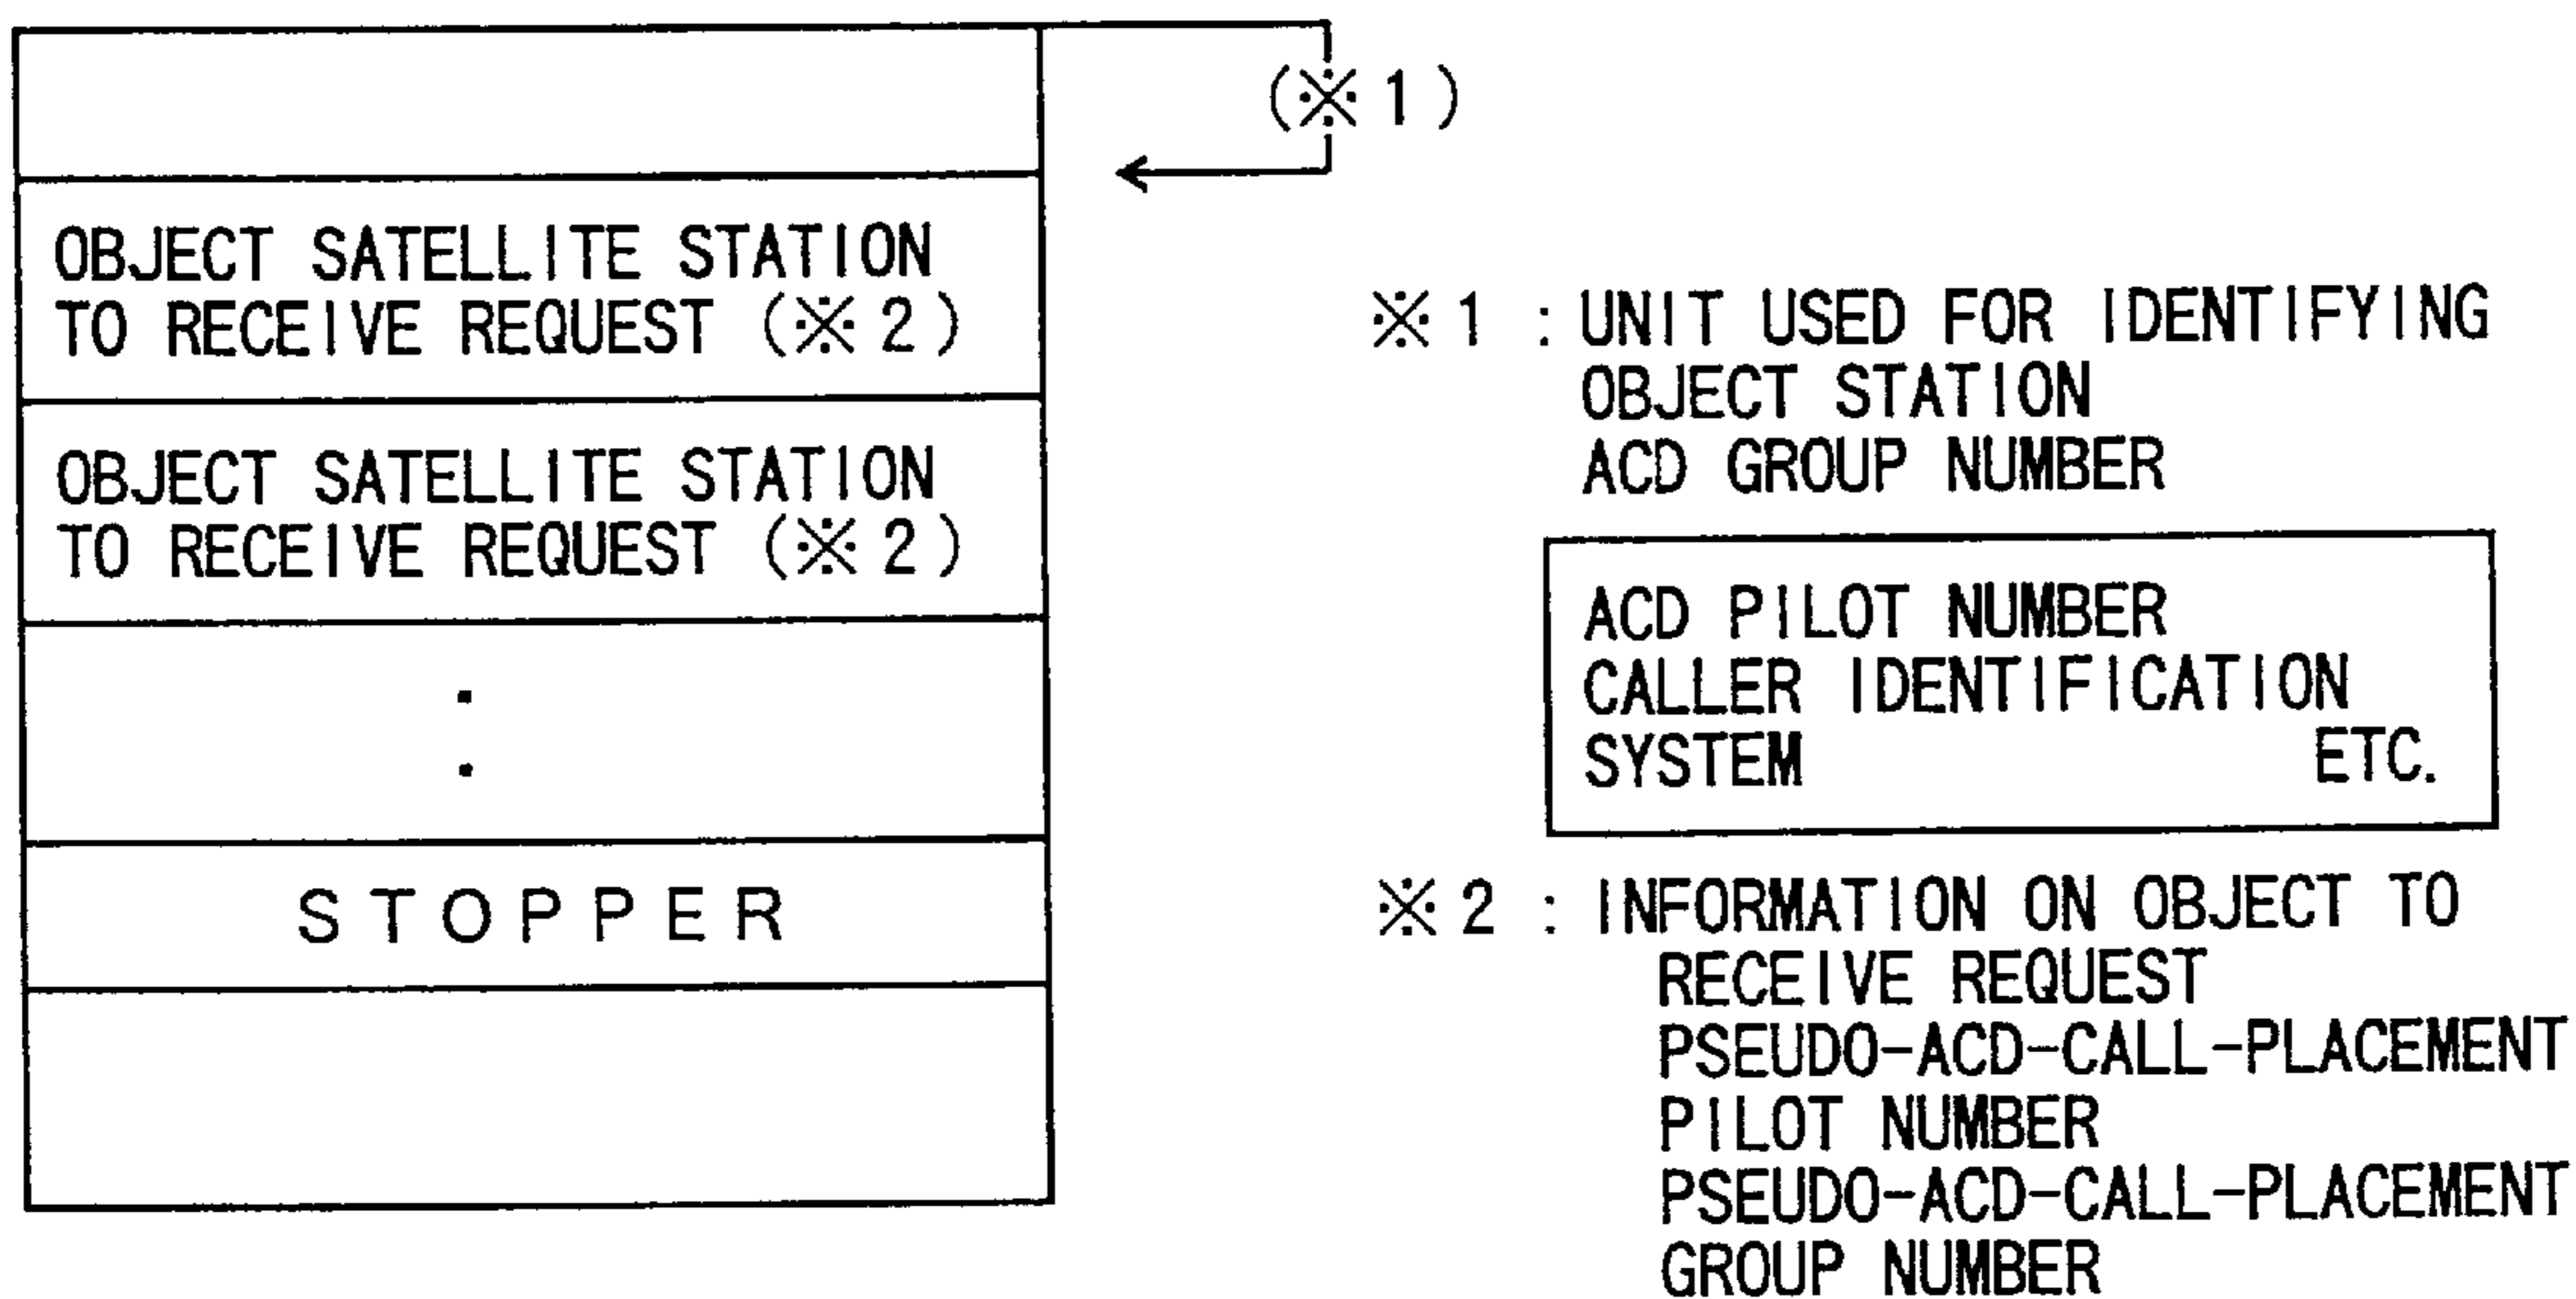 (※1)
OBJECT SATELLITE STATION
TO RECEIVE REQUEST (※2)
OBJECT SATELLITE STATION
TO RECEIVE REQUEST (※2)
:
STOPPER
※1 : UNIT USED FOR IDENTIFYING
OBJECT STATION
ACD GROUP NUMBER
ACD PILOT NUMBER
CALLER IDENTIFICATION
SYSTEM ETC.
※2 : INFORMATION ON OBJECT TO
RECEIVE REQUEST
PSEUDO-ACD-CALL-PLACEMENT
PILOT NUMBER
PSEUDO-ACD-CALL-PLACEMENT
GROUP NUMBER